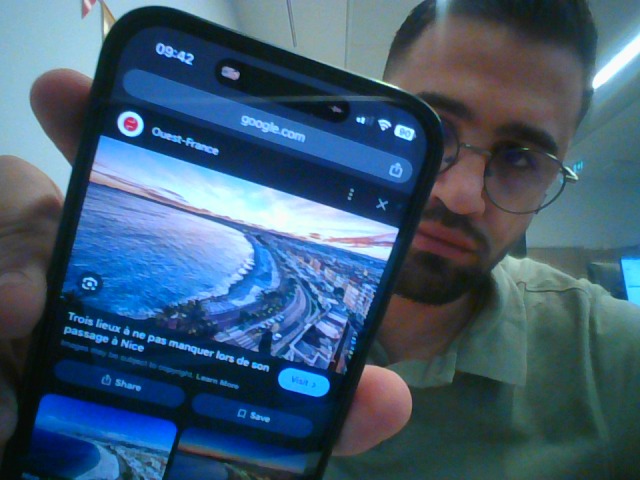 09:42
90
google.com
Ouest-France
Trois lieux à ne pas manquer lors de son
passage à Nice
Images may be subject to copyright. Learn More
Visit >
Share
Save